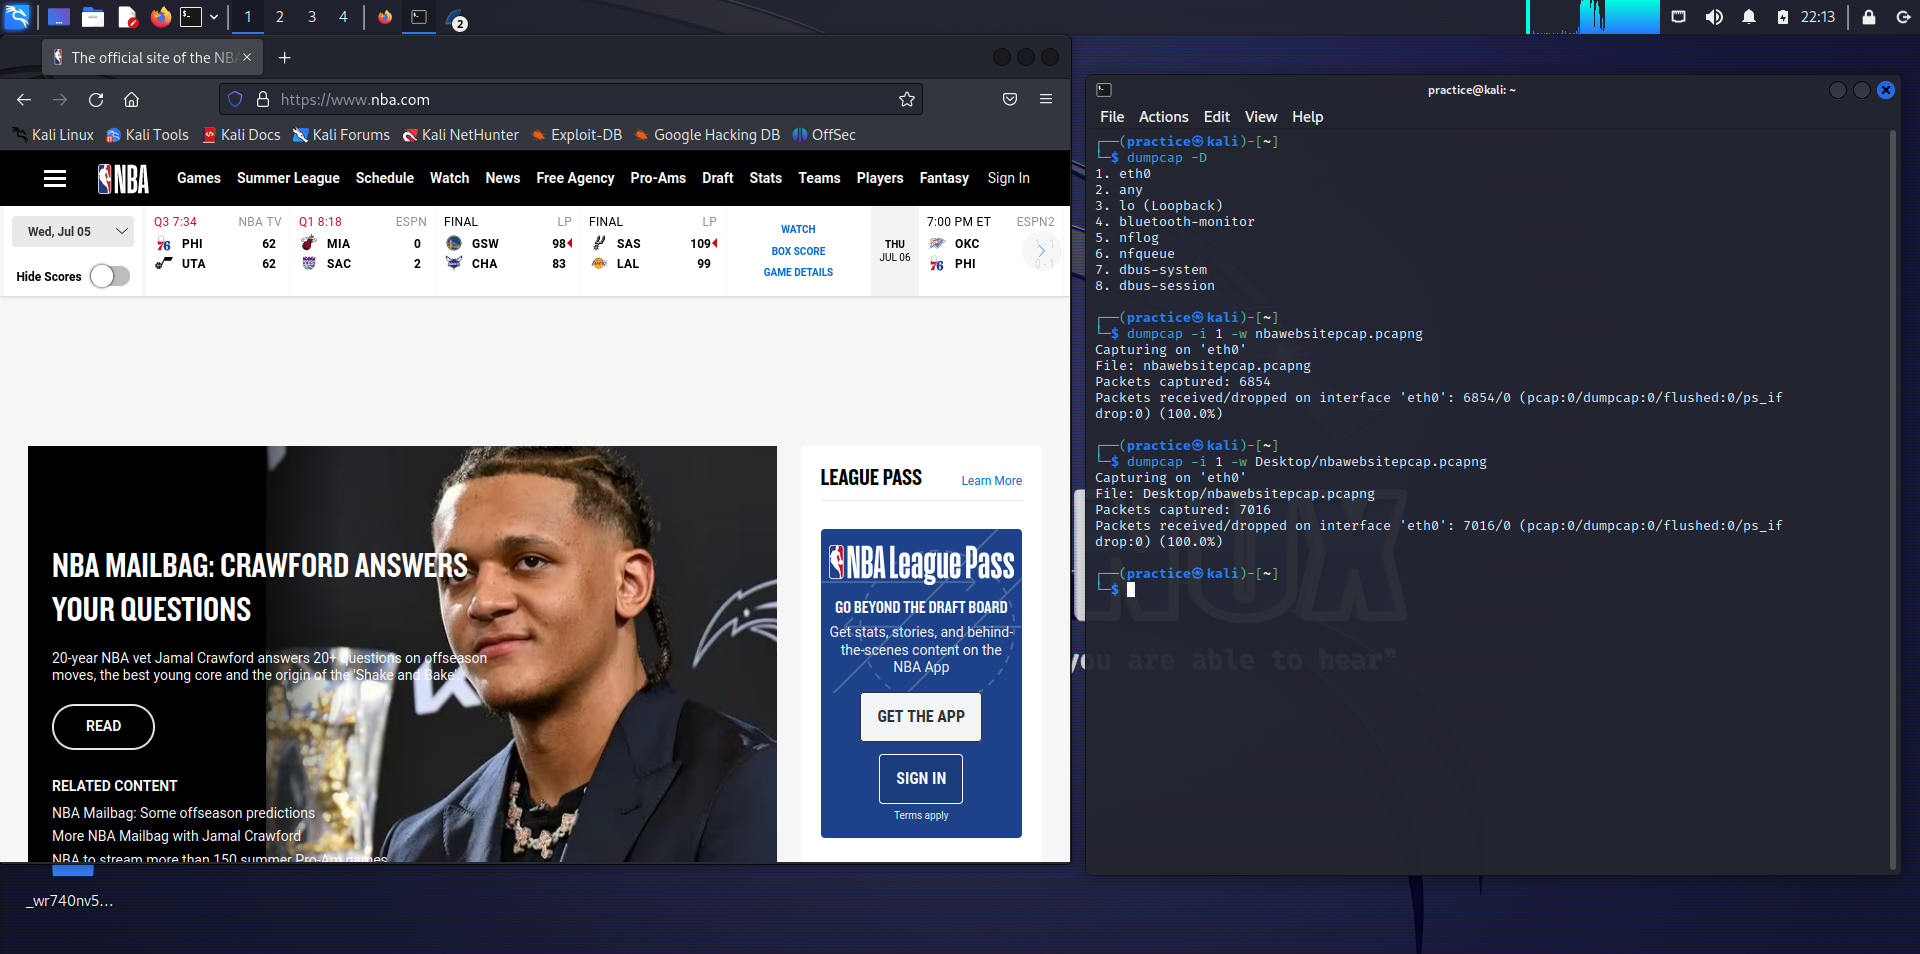 1 2 3 4
2
22:13
The official site of the NBA
https://www.nba.com
Kali Linux Kali Tools Kali Docs Kali Forums Kali NetHunter Exploit-DB Google Hacking DB OffSec
NBA Games Summer League Schedule Watch News Free Agency Pro-Ams Draft Stats Teams Players Fantasy Sign In
Wed, Jul 05
Hide Scores
Q3 7:34 NBA TV
PHI 62
UTA 62
Q1 8:18 ESPN
MIA 0
SAC 2
FINAL LP
GSW 98
CHA 83
FINAL LP
SAS 109
LAL 99
WATCH
BOX SCORE
GAME DETAILS
THU
JUL 06
7:00 PM ET ESPN2
OKC 1 - 1
PHI 0 - 1
NBA MAILBAG: CRAWFORD ANSWERS
YOUR QUESTIONS
20-year NBA vet Jamal Crawford answers 20+ questions on offseason
moves, the best young core and the origin of the 'Shake and Bake'.
READ
RELATED CONTENT
NBA Mailbag: Some offseason predictions
More NBA Mailbag with Jamal Crawford
NBA to stream more than 150 summer Pro-Am games
LEAGUE PASS Learn More
NBA League Pass
GO BEYOND THE DRAFT BOARD
Get stats, stories, and behind-
the-scenes content on the
NBA App
GET THE APP
SIGN IN
Terms apply
_wr740nv5...
practice@kali: ~
File Actions Edit View Help
┌──(practice㉿kali)-[~]
└─$ dumpcap -D
1. eth0
2. any
3. lo (Loopback)
4. bluetooth-monitor
5. nflog
6. nfqueue
7. dbus-system
8. dbus-session
┌──(practice㉿kali)-[~]
└─$ dumpcap -i 1 -w nbawebsitepcap.pcapng
Capturing on 'eth0'
File: nbawebsitepcap.pcapng
Packets captured: 6854
Packets received/dropped on interface 'eth0': 6854/0 (pcap:0/dumpcap:0/flushed:0/ps_if
drop:0) (100.0%)
┌──(practice㉿kali)-[~]
└─$ dumpcap -i 1 -w Desktop/nbawebsitepcap.pcapng
Capturing on 'eth0'
File: Desktop/nbawebsitepcap.pcapng
Packets captured: 7016
Packets received/dropped on interface 'eth0': 7016/0 (pcap:0/dumpcap:0/flushed:0/ps_if
drop:0) (100.0%)
┌──(practice㉿kali)-[~]
└─$
NUX
you are able to hear"